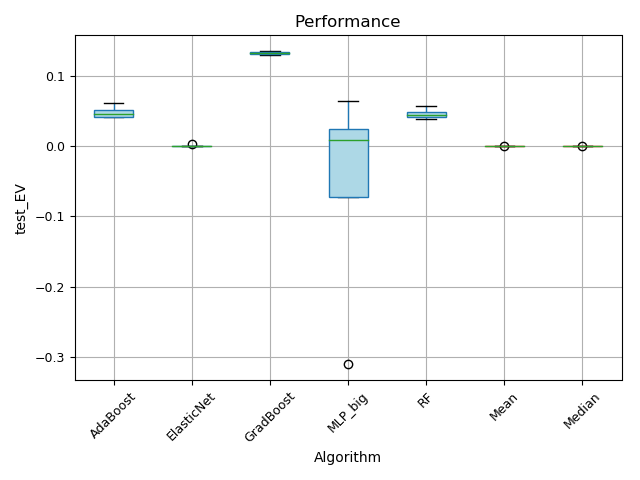 Performance
test_EV
0.1
0.0
−0.1
−0.2
−0.3
AdaBoost
ElasticNet
GradBoost
MLP_big
RF
Mean
Median
Algorithm